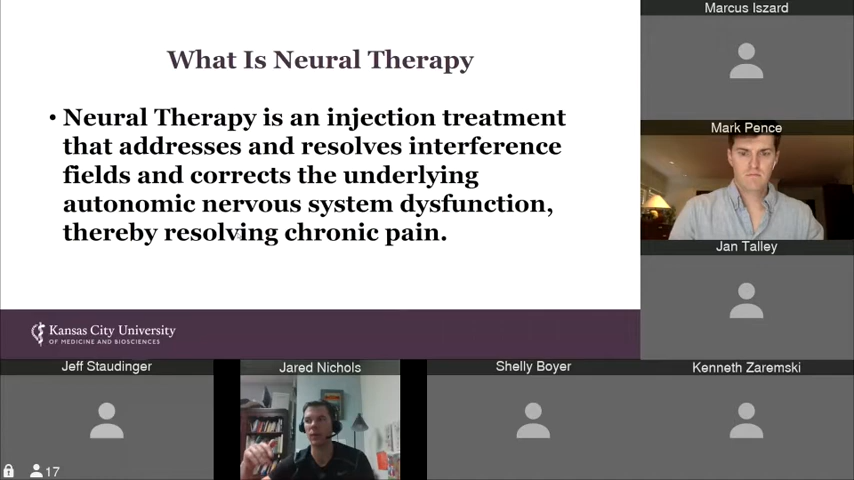 What Is Neural Therapy
• Neural Therapy is an injection treatment
that addresses and resolves interference
fields and corrects the underlying
autonomic nervous system dysfunction,
thereby resolving chronic pain.
Kansas City University
OF MEDICINE AND BIOSCIENCES
Marcus Iszard
Mark Pence
Jan Talley
Jeff Staudinger
Jared Nichols
Shelly Boyer
Kenneth Zaremski
17